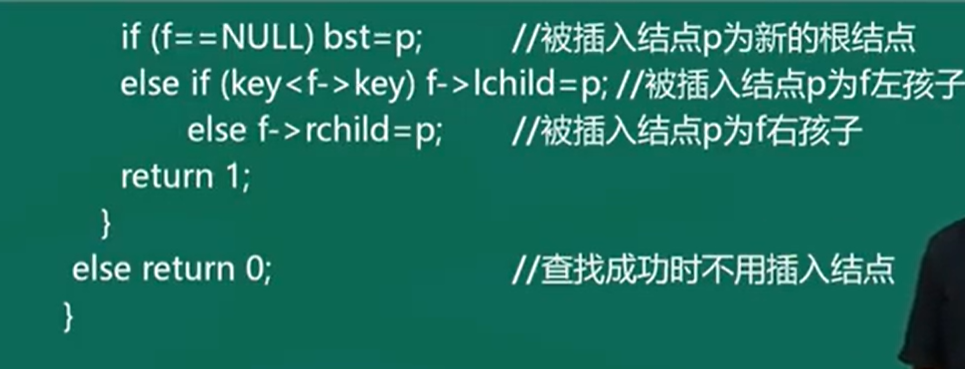 if (f==NULL) bst=p; //被插入结点p为新的根结点
else if (key<f->key) f->lchild=p; //被插入结点p为f左孩子
else f->rchild=p; //被插入结点p为f右孩子
return 1;
}
else return 0; //查找成功时不用插入结点
}